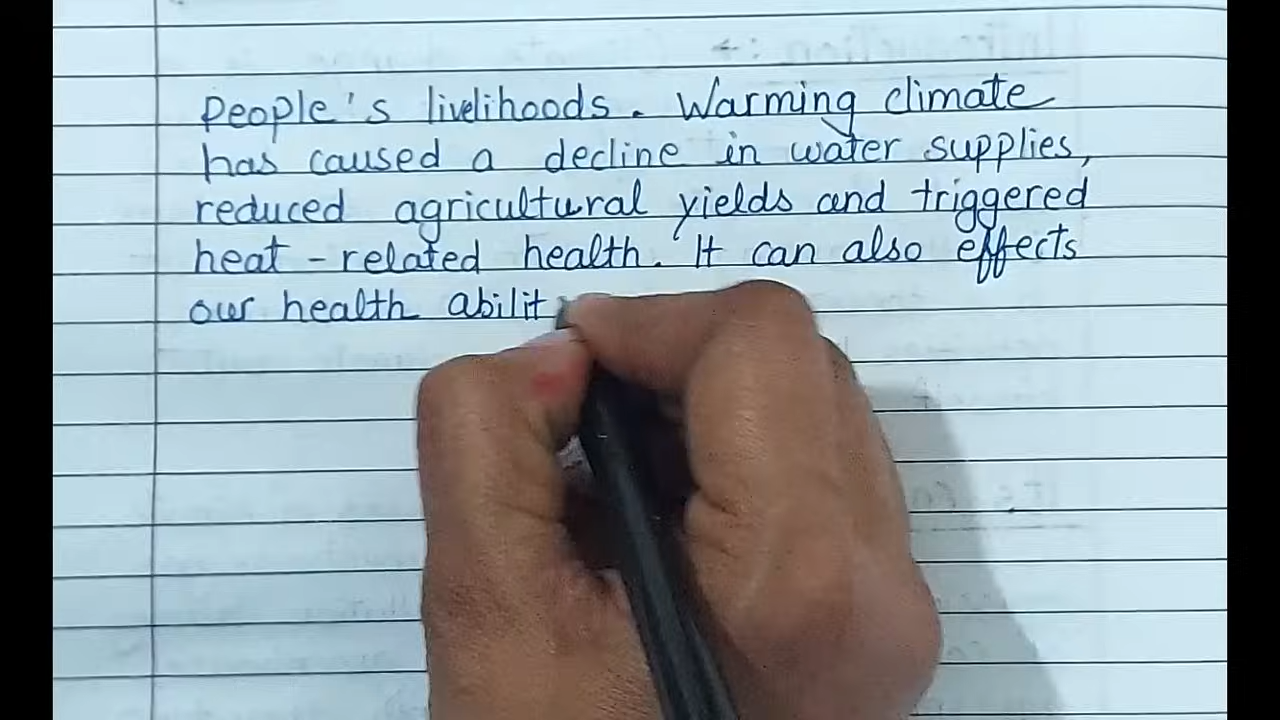 People's livelihoods. Warming climate
has caused a decline in water supplies,
reduced agricultural yields and triggered
heat-related health. It can also effects
our health abilit